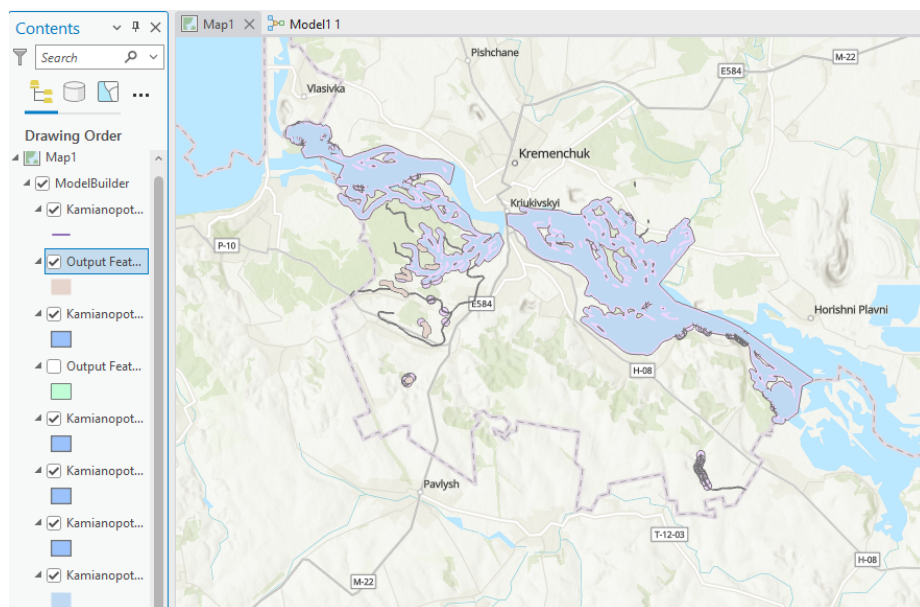 Contents
Search
Drawing Order
Map1
ModelBuilder
Kamianopot...
Output Feat...
Kamianopot...
Output Feat...
Kamianopot...
Kamianopot...
Kamianopot...
Kamianopot...
Map1
Model1 1
Pishchane
M-22
E584
Vlasivka
Kremenchuk
Kriukivskyi
P-10
E584
Horishni Plavni
H-08
Pavlysh
T-12-03
H-08
M-22